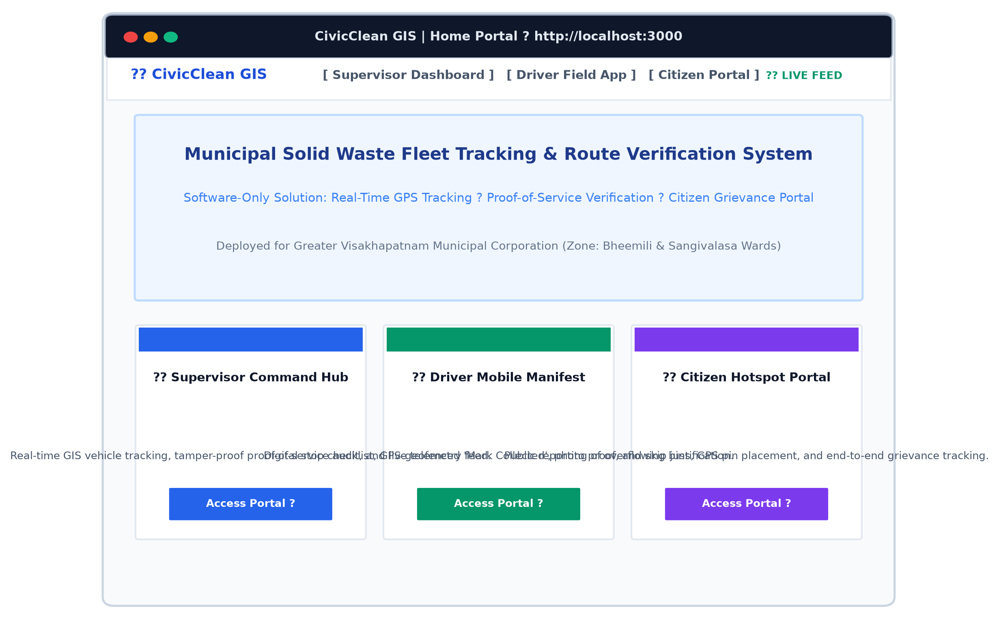 CivicClean GIS | Home Portal ? http://localhost:3000
?? CivicClean GIS
[ Supervisor Dashboard ] [ Driver Field App ] [ Citizen Portal ] ?? LIVE FEED
Municipal Solid Waste Fleet Tracking & Route Verification System
Software-Only Solution: Real-Time GPS Tracking ? Proof-of-Service Verification ? Citizen Grievance Portal
Deployed for Greater Visakhapatnam Municipal Corporation (Zone: Bheemili & Sangivalasa Wards)
?? Supervisor Command Hub
?? Driver Mobile Manifest
?? Citizen Hotspot Portal
Real-time GIS vehicle tracking, tamper-proof proof-of-service audit, and live telemetry feed.
Digital stop checklist, GPS-geofenced 'Mark Collected', photo proof, and skip justification.
Public reporting of overflowing bins, GPS pin placement, and end-to-end grievance tracking.
Access Portal ?
Access Portal ?
Access Portal ?